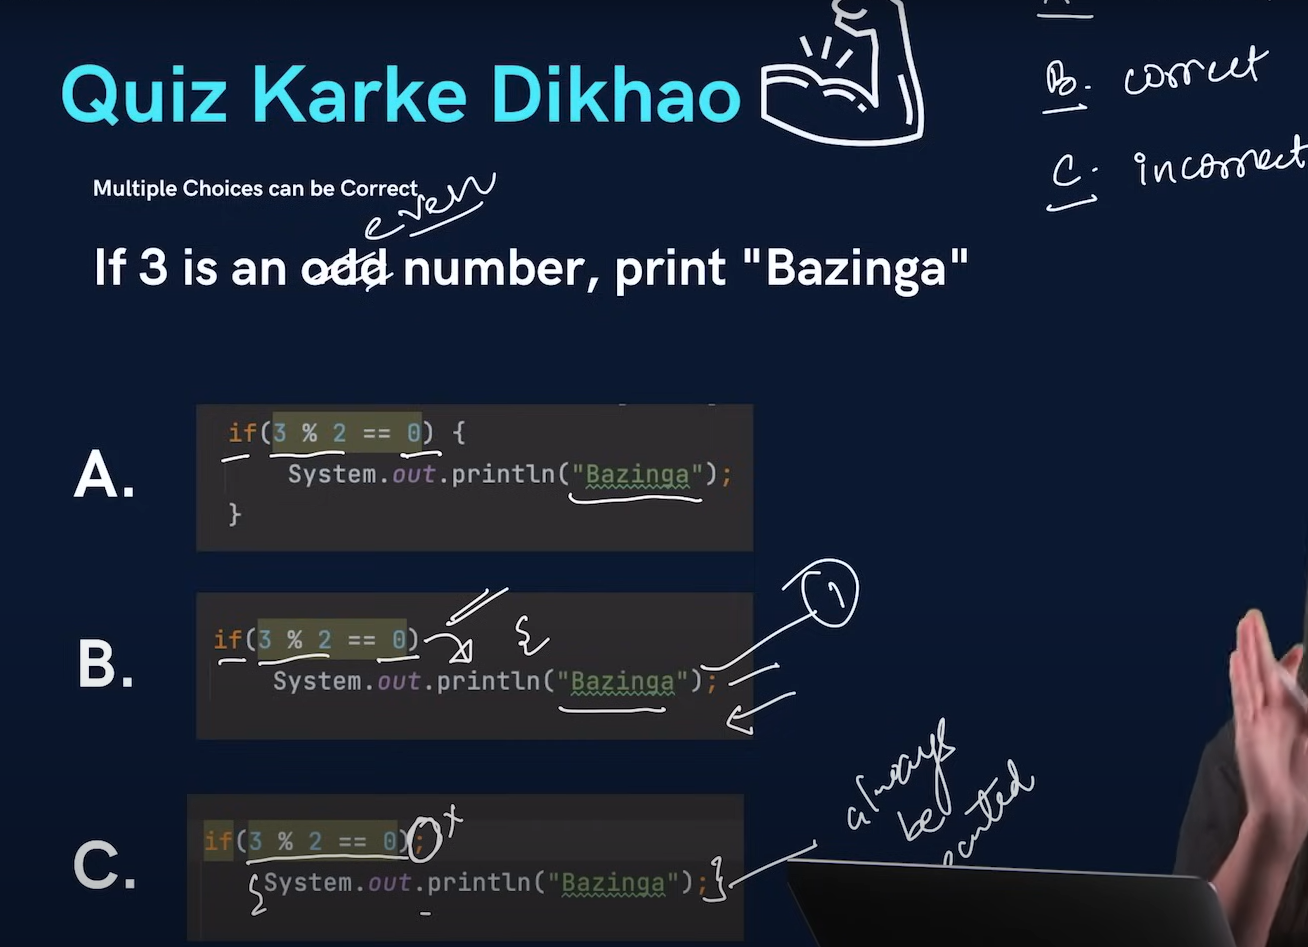 Quiz Karke Dikhao
B. correct
C. incorrect
Multiple Choices can be Correct
even
If 3 is an odd number, print "Bazinga"
A.
if(3 % 2 == 0) {
System.out.println("Bazinga");
}
B.
if(3 % 2 == 0) {
System.out.println("Bazinga");
1
always
be
C.
if(3 % 2 == 0); x
{System.out.println("Bazinga");}